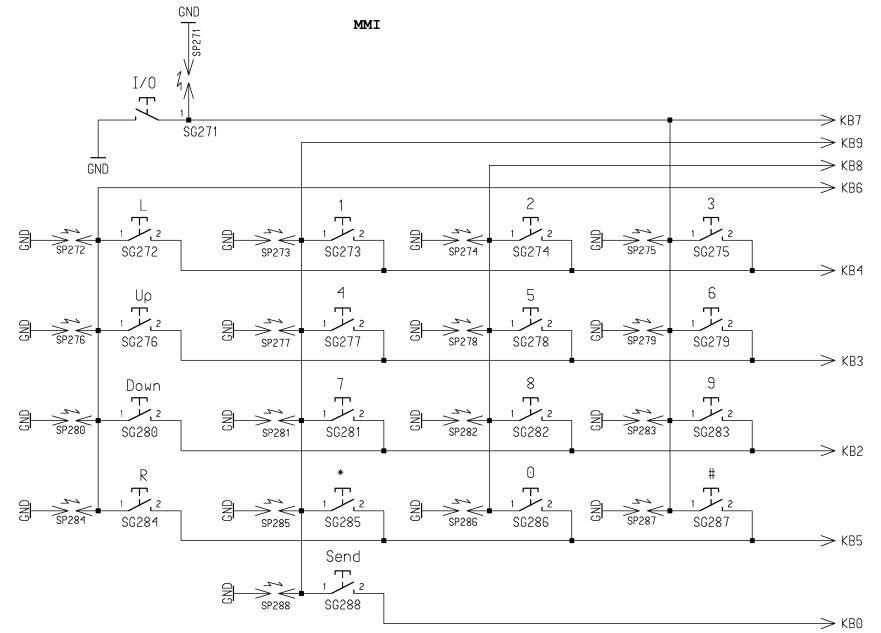 GND
MMI
SP271
I/O
1
SG271
GND
KB7
KB9
KB8
KB6
L
1
2
3
GND
SP272
1 2
SG272
GND
SP273
1 2
SG273
GND
SP274
1 2
SG274
GND
SP275
1 2
SG275
KB4
Up
4
5
6
GND
SP276
1 2
SG276
GND
SP277
1 2
SG277
GND
SP278
1 2
SG278
GND
SP279
1 2
SG279
KB3
Down
7
8
9
GND
SP280
1 2
SG280
GND
SP281
1 2
SG281
GND
SP282
1 2
SG282
GND
SP283
1 2
SG283
KB2
R
*
0
#
GND
SP284
1 2
SG284
GND
SP285
1 2
SG285
GND
SP286
1 2
SG286
GND
SP287
1 2
SG287
KB5
Send
GND
SP288
1 2
SG288
KB0